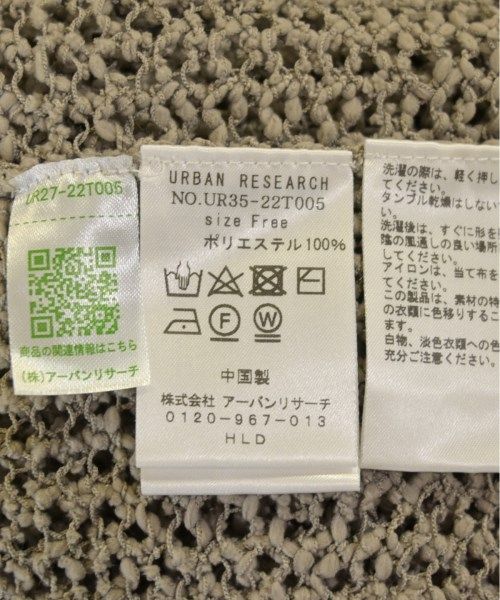 UR27-22T005
商品の関連情報はこちら
(株)アーバンリサーチ
URBAN RESEARCH
NO.UR35-22T005
size Free
ポリエステル100%
中国製
株式会社 アーバンリサーチ
0120-967-013
HLD
洗濯の際は、軽く押し
てください。
タンブル乾燥はしない
い。
洗濯後は、すぐに形を
陰の風通しの良い場所
してください。
アイロンは、当て布を
てください。
この製品は、素材の特
の衣類に色移りするこ
ます。
白物、淡色衣類への色
充分ご注意ください。